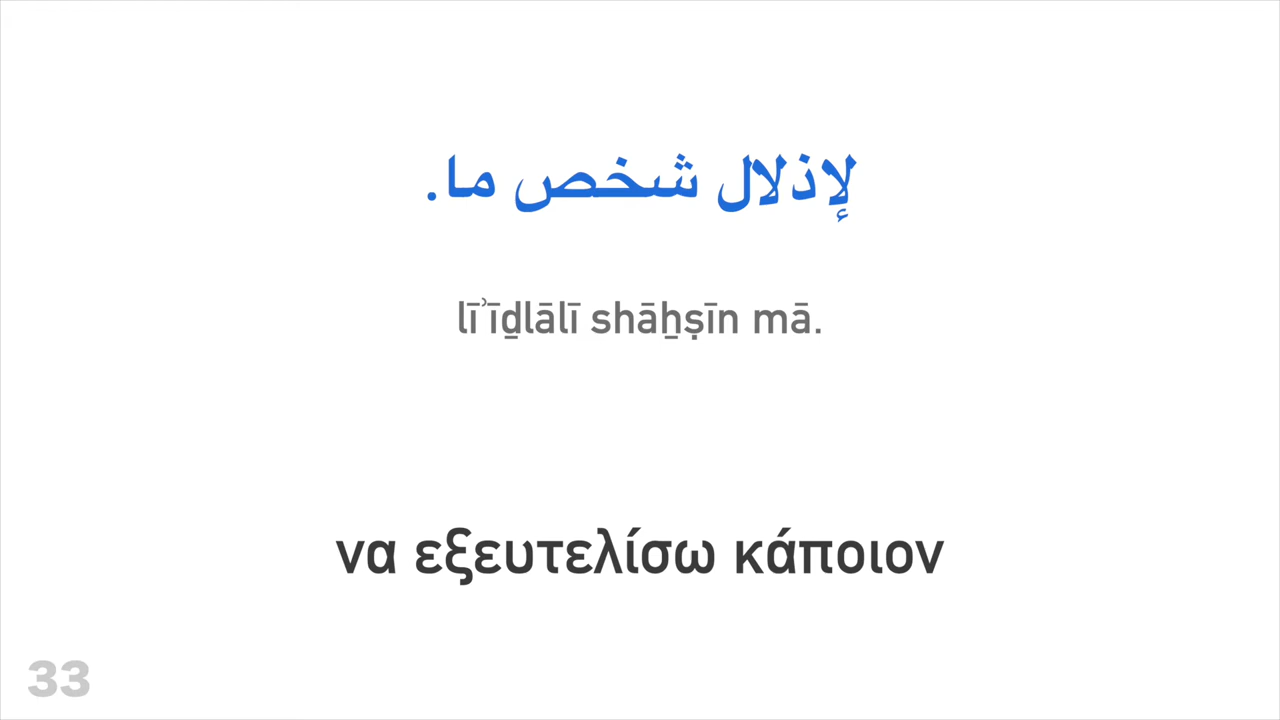 لإذلال شخص ما.
līʾīḏlālī shāẖṣīn mā.
να εξευτελίσω κάποιον
33